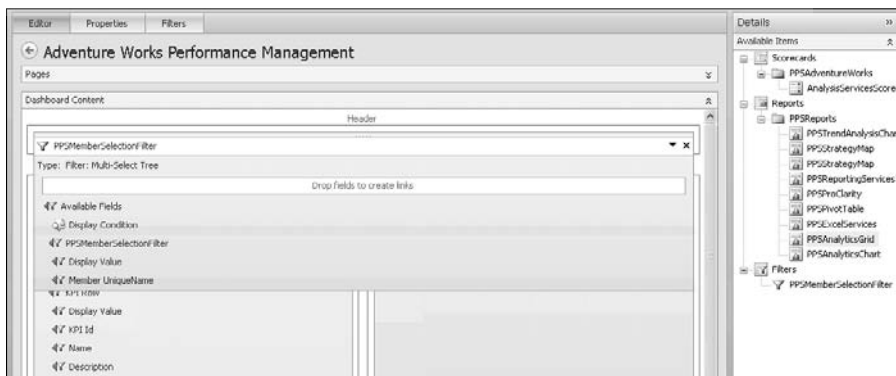 Editor
Properties
Filters
Adventure Works Performance Management
Pages
Dashboard Content
Header
PPSMemberSelectionFilter
Type: Filter: Multi-Select Tree
Drop fields to create links
Available Fields
Display Condition
PPSMemberSelectionFilter
Display Value
Member UniqueName
KPI Row
Display Value
KPI Id
Name
Description
Details
Available Items
Scorecards
PPSAdventureWorks
AnalysisServicesScore
Reports
PPSReports
PPSTrendAnalysisChar
PPSStrategyMap
PPSStrategyMap
PPSReportingServices
PPSProClarity
PPSPivotTable
PPSExcelServices
PPSAnalyticsGrid
PPSAnalyticsChart
Filters
PPSMemberSelectionFilter